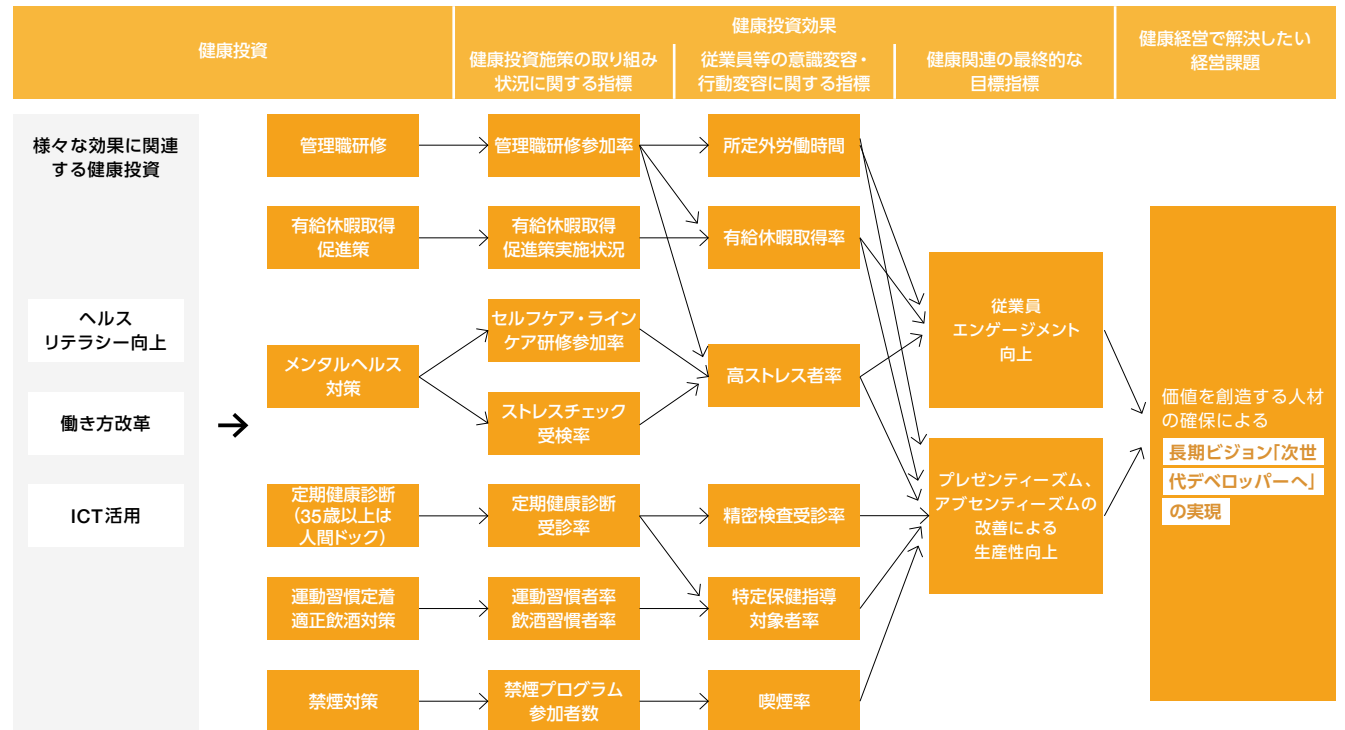 健康投資
健康投資効果
健康投資施策の取り組み
状況に関する指標
従業員等の意識変容・
行動変容に関する指標
健康関連の最終的な
目標指標
健康経営で解決したい
経営課題
様々な効果に関連
する健康投資
ヘルス
リテラシー向上
働き方改革
ICT活用
管理職研修
有給休暇取得
促進策
メンタルヘルス
対策
定期健康診断
(35歳以上は
人間ドック)
運動習慣定着
適正飲酒対策
禁煙対策
管理職研修参加率
有給休暇取得
促進策実施状況
セルフケア・ライン
ケア研修参加率
ストレスチェック
受検率
定期健康診断
受診率
運動習慣者率
飲酒習慣者率
禁煙プログラム
参加者数
所定外労働時間
有給休暇取得率
高ストレス者率
精密検査受診率
特定保健指導
対象者率
喫煙率
従業員
エンゲージメント
向上
プレゼンティーズム、
アブセンティーズムの
改善による
生産性向上
価値を創造する人材
の確保による
長期ビジョン「次世
代デベロッパーへ」
の実現